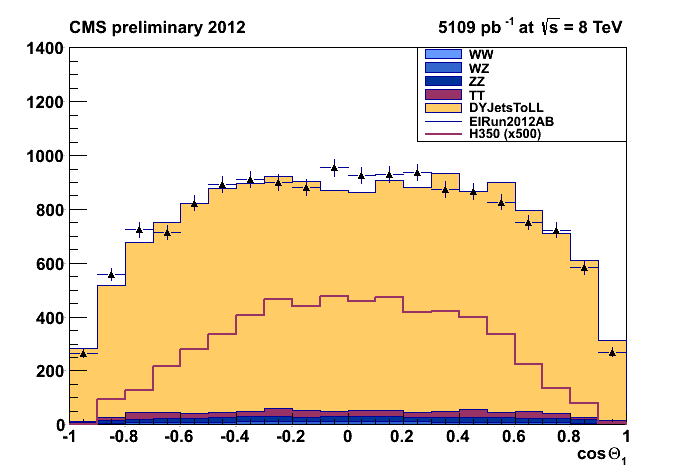 CMS preliminary 2012
5109 pb⁻¹ at √s = 8 TeV
1400
1200
1000
800
600
400
200
0
WW
WZ
ZZ
TT
DYJetsToLL
ElRun2012AB
H350 (x500)
-1 -0.8 -0.6 -0.4 -0.2 0 0.2 0.4 0.6 0.8 1
cosΘ₁